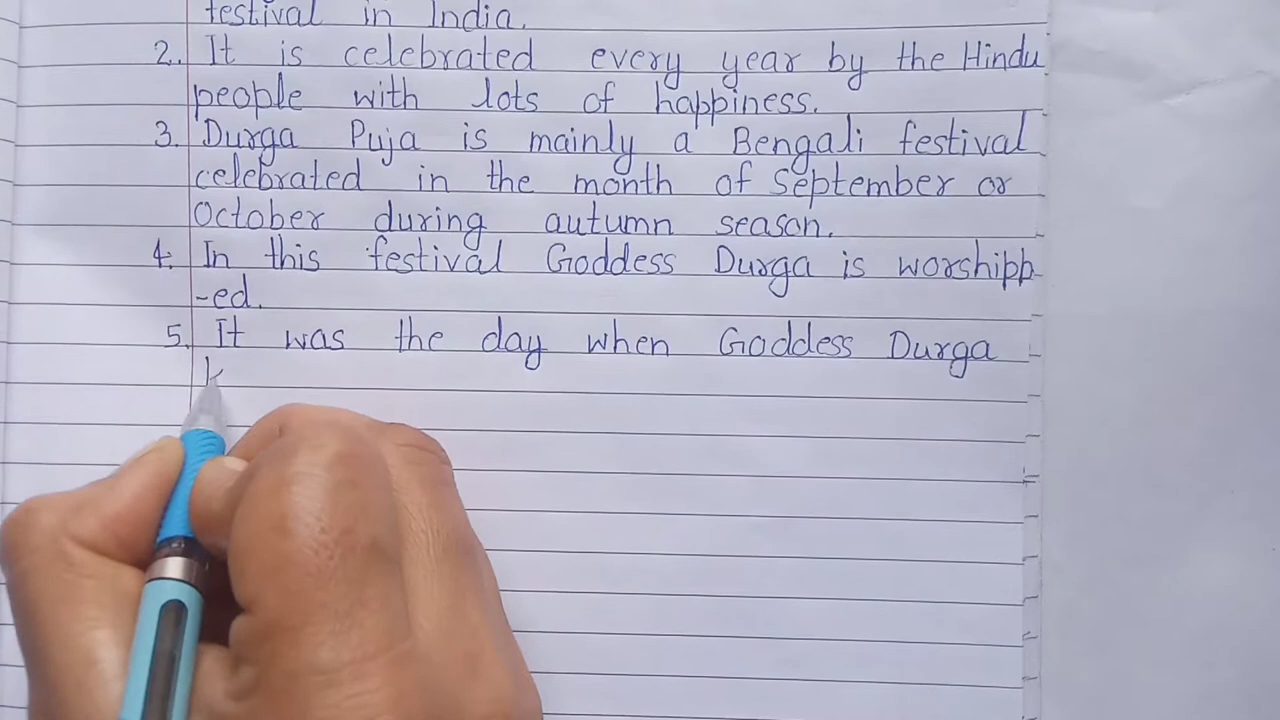 festival in India.
2. It is celebrated every year by the Hindu
people with lots of happiness.
3. Durga Puja is mainly a Bengali festival
celebrated in the month of September or
October during autumn season.
4. In this festival Goddess Durga is worshipp-
-ed.
5. It was the day when Goddess Durga
k